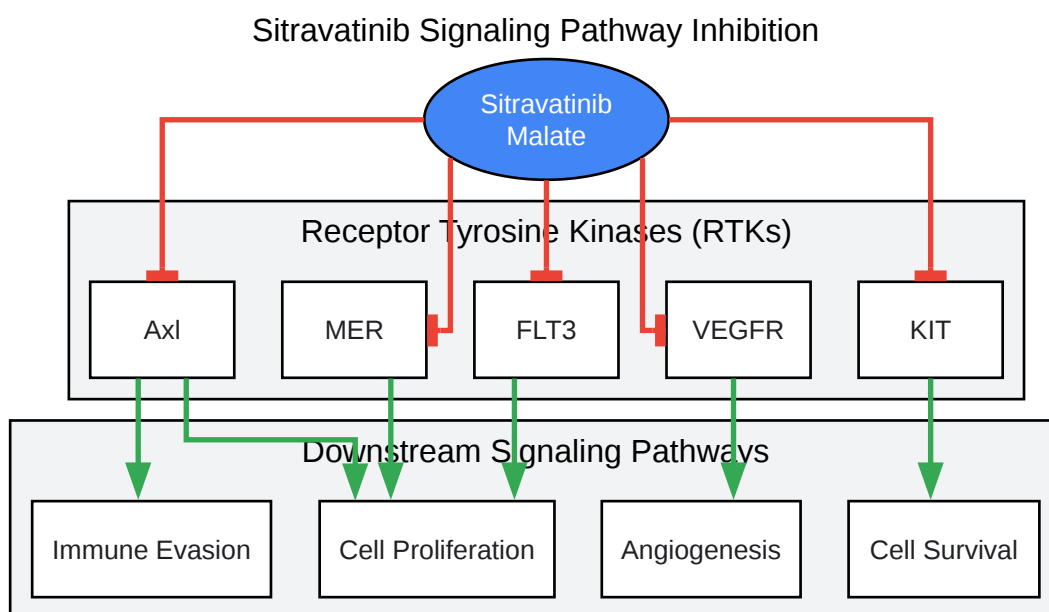 Sitravatinib Signaling Pathway Inhibition
Sitravatinib
Malate
Receptor Tyrosine Kinases (RTKs)
Axl
MER
FLT3
VEGFR
KIT
Downstream Signaling Pathways
Immune Evasion
Cell Proliferation
Angiogenesis
Cell Survival